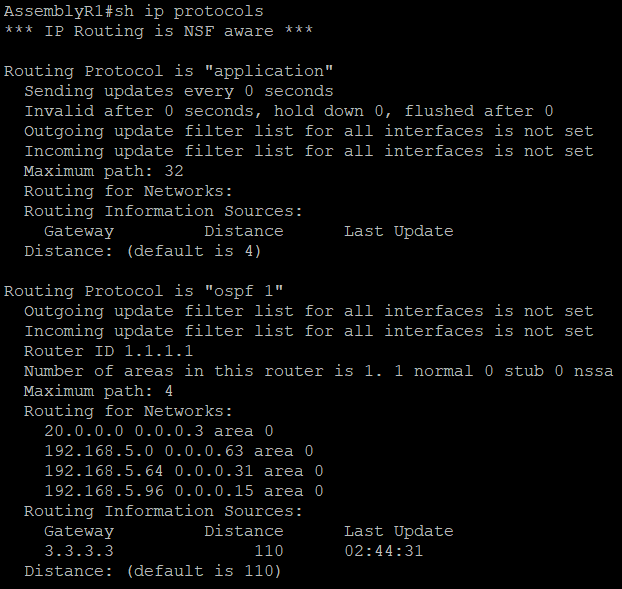 AssemblyR1#sh ip protocols
*** IP Routing is NSF aware ***

Routing Protocol is "application"
  Sending updates every 0 seconds
  Invalid after 0 seconds, hold down 0, flushed after 0
  Outgoing update filter list for all interfaces is not set
  Incoming update filter list for all interfaces is not set
  Maximum path: 32
  Routing for Networks:
  Routing Information Sources:
    Gateway         Distance      Last Update
  Distance: (default is 4)

Routing Protocol is "ospf 1"
  Outgoing update filter list for all interfaces is not set
  Incoming update filter list for all interfaces is not set
  Router ID 1.1.1.1
  Number of areas in this router is 1. 1 normal 0 stub 0 nssa
  Maximum path: 4
  Routing for Networks:
    20.0.0.0 0.0.0.3 area 0
    192.168.5.0 0.0.0.63 area 0
    192.168.5.64 0.0.0.31 area 0
    192.168.5.96 0.0.0.15 area 0
  Routing Information Sources:
    Gateway         Distance      Last Update
    3.3.3.3              110      02:44:31
  Distance: (default is 110)